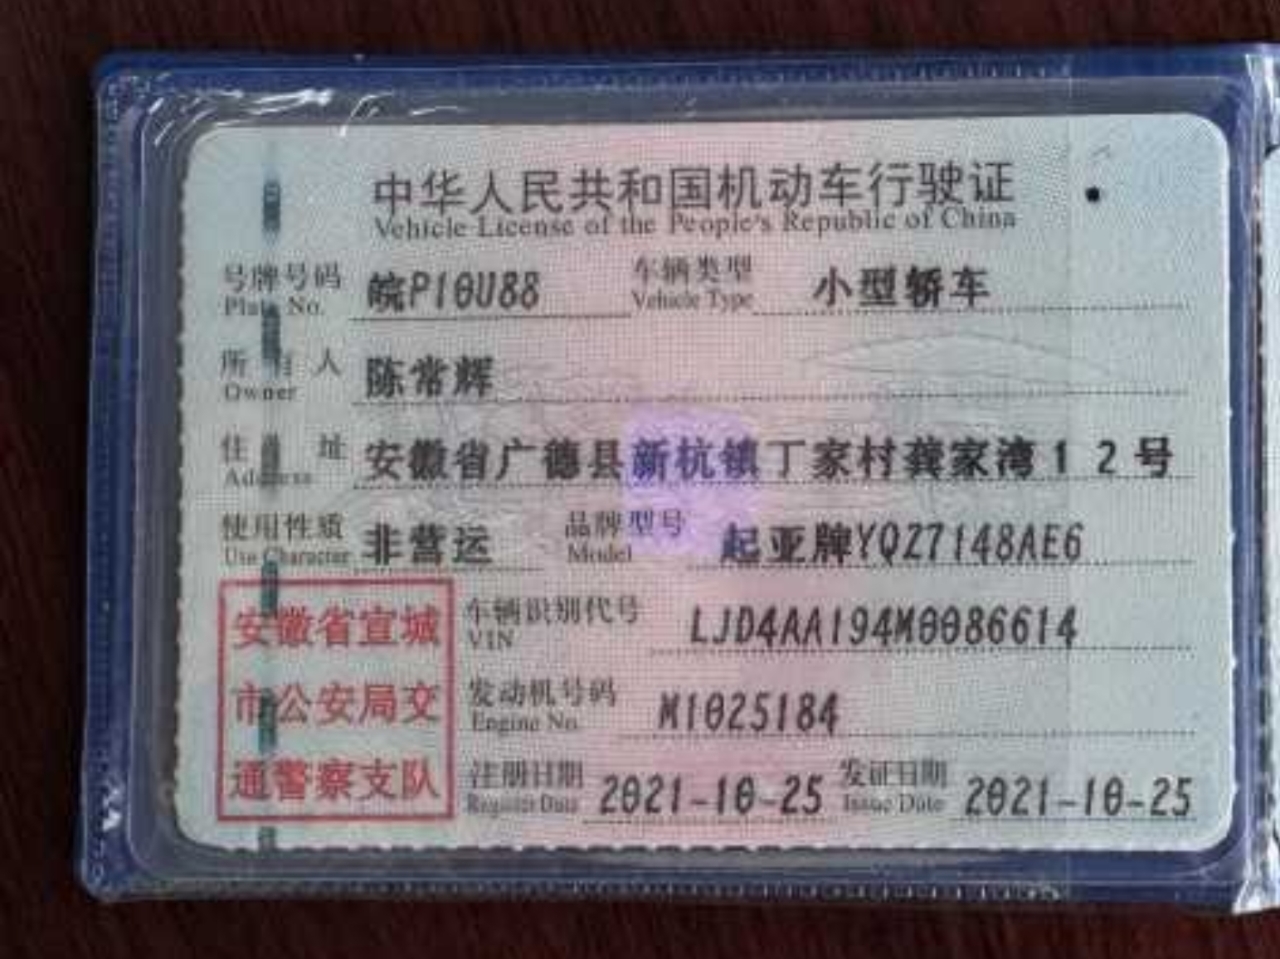 中华人民共和国机动车行驶证
Vehicle License of the People's Republic of China
号牌号码 皖P10U88 车辆类型 小型轿车
Plate No. Vehicle Type
所有人 陈常辉
Owner
住址 安徽省广德县新杭镇丁家村龚家湾12号
Address
使用性质 非营运 品牌型号 起亚牌YQZ7148AE6
Use Character Model
安徽省宣城 车辆识别代号 LJD4AA194M0086614
VIN
市公安局交 发动机号码 M1025184
Engine No.
通警察支队 注册日期 2021-10-25 发证日期 2021-10-25
Register Date Issue Date